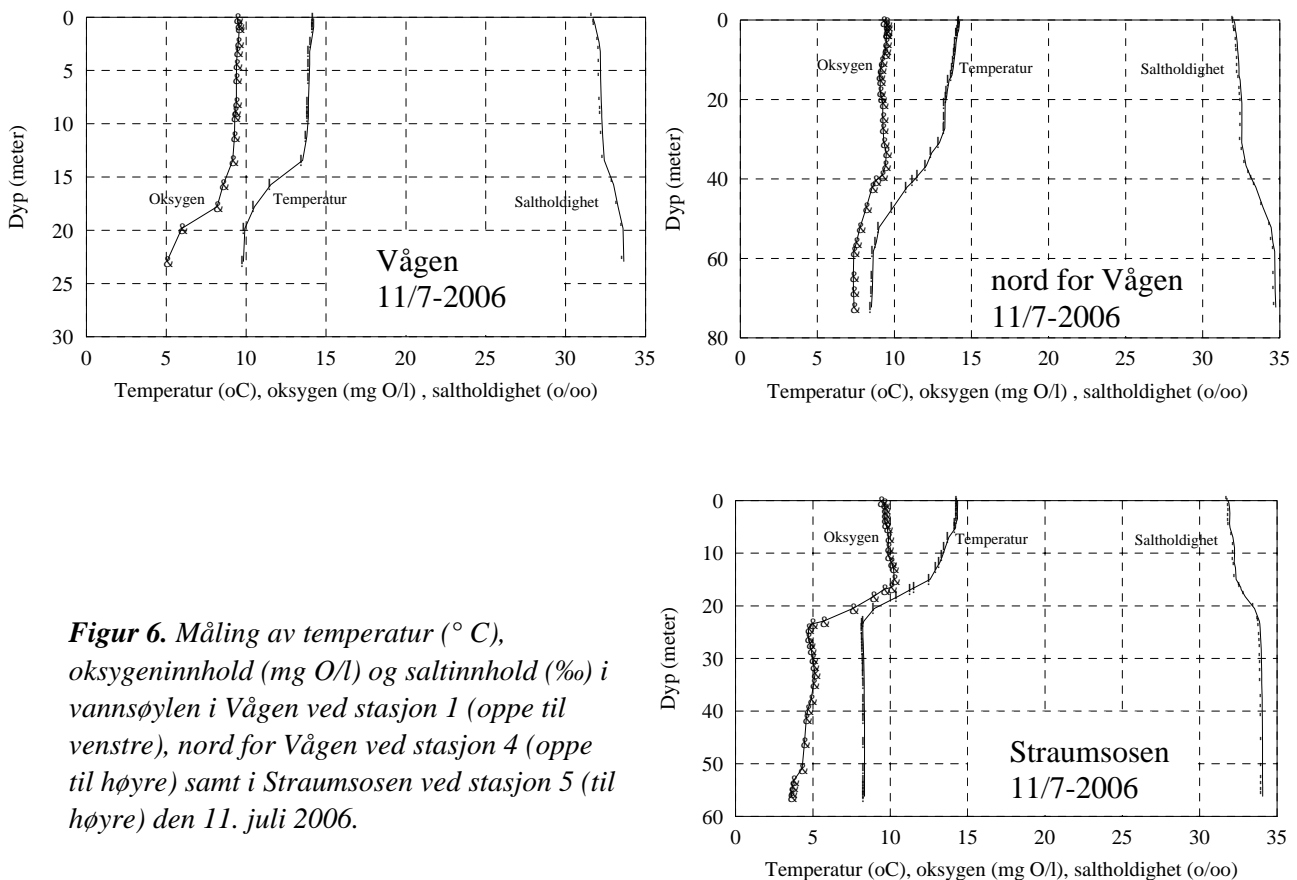 0
5
10
15
20
25
30
Dyp (meter)
Oksygen
Temperatur
Saltholdighet
Vågen
11/7-2006
0 5 10 15 20 25 30 35
Temperatur (oC), oksygen (mg O/l) , saltholdighet (o/oo)
0
20
40
60
80
Dyp (meter)
Oksygen
Temperatur
Saltholdighet
nord for Vågen
11/7-2006
0 5 10 15 20 25 30 35
Temperatur (oC), oksygen (mg O/l) , saltholdighet (o/oo)
Figur 6. Måling av temperatur (° C),
oksygeninnhold (mg O/l) og saltinnhold (‰) i
vannsøylen i Vågen ved stasjon 1 (oppe til
venstre), nord for Vågen ved stasjon 4 (oppe
til høyre) samt i Straumsosen ved stasjon 5 (til
høyre) den 11. juli 2006.
0
10
20
30
40
50
60
Dyp (meter)
Oksygen
Temperatur
Saltholdighet
Straumsosen
11/7-2006
0 5 10 15 20 25 30 35
Temperatur (oC), oksygen (mg O/l), saltholdighet (o/oo)